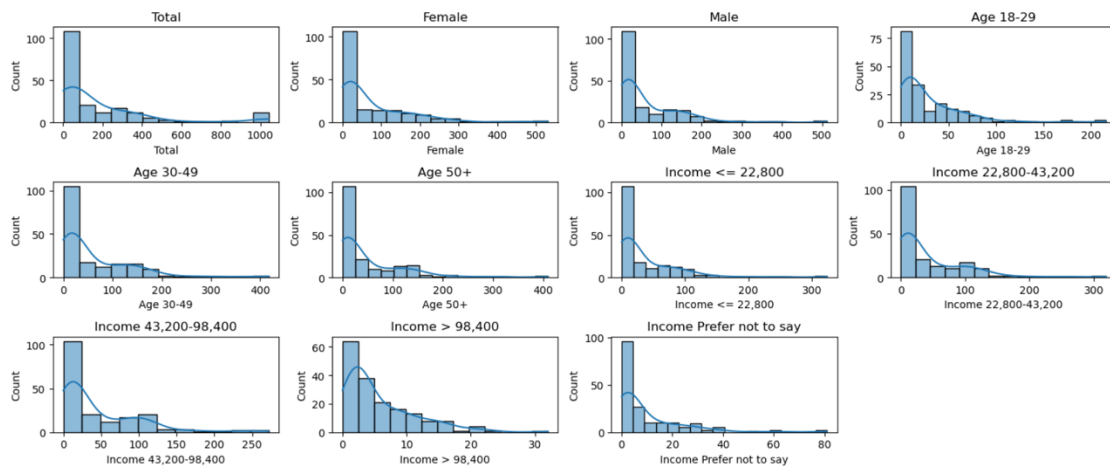 Total
Female
Male
Age 18-29
Count
100
50
0
0 200 400 600 800 1000
Total
Count
100
50
0
0 100 200 300 400 500
Female
Count
100
50
0
0 100 200 300 400 500
Male
Count
75
50
25
0
0 50 100 150 200
Age 18-29
Age 30-49
Age 50+
Income <= 22,800
Income 22,800-43,200
Count
100
50
0
0 100 200 300 400
Age 30-49
Count
100
50
0
0 100 200 300 400
Age 50+
Count
100
50
0
0 100 200 300
Income <= 22,800
Count
100
50
0
0 100 200 300
Income 22,800-43,200
Income 43,200-98,400
Income > 98,400
Income Prefer not to say
Count
100
50
0
0 50 100 150 200 250
Income 43,200-98,400
Count
60
40
20
0
0 10 20 30
Income > 98,400
Count
100
50
0
0 20 40 60 80
Income Prefer not to say